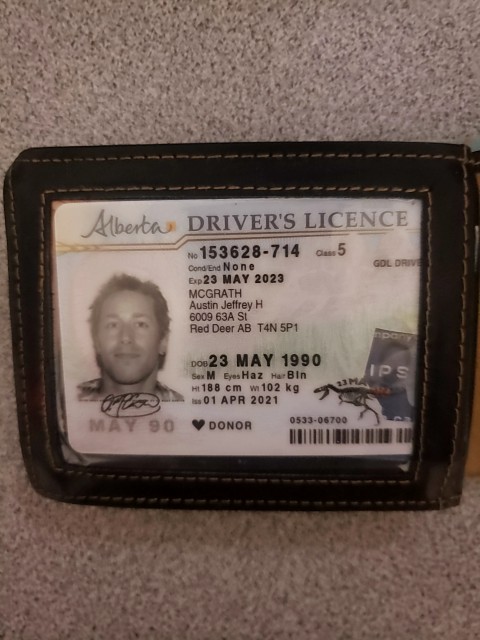 Alberta DRIVER'S LICENCE
No 153628-714 Class 5
Cond/End None
GDL DRIVE
Exp 23 MAY 2023
MCGRATH
Austin Jeffrey H
6009 63A St
Red Deer AB T4N 5P1
DOB 23 MAY 1990
Sex M Eyes Haz Hair Bln
Ht 188 cm Wt 102 kg
Iss 01 APR 2021
MAY 90
DONOR
0533-06700